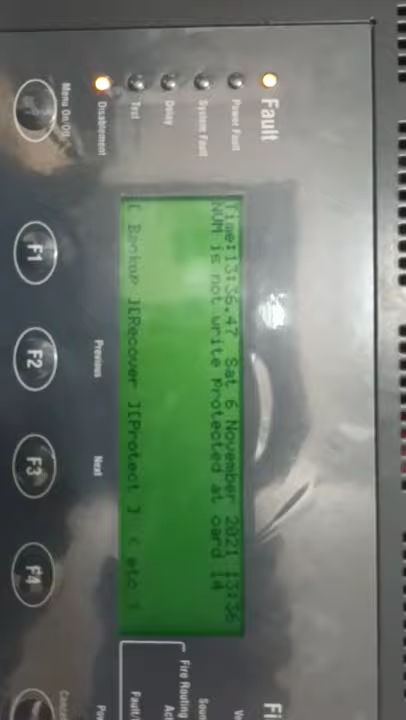 Fault
Power Fault
System Fault
Delay
Test
Disablement
Time:13:36.47 Sat 6 November 2021 13:36
NVM is not write Protected at card 14
[ Backup ][Recover ][Protect ] < etc >
Menu On/Off
Previous
Next
F1
F2
F3
F4
Fire Routing